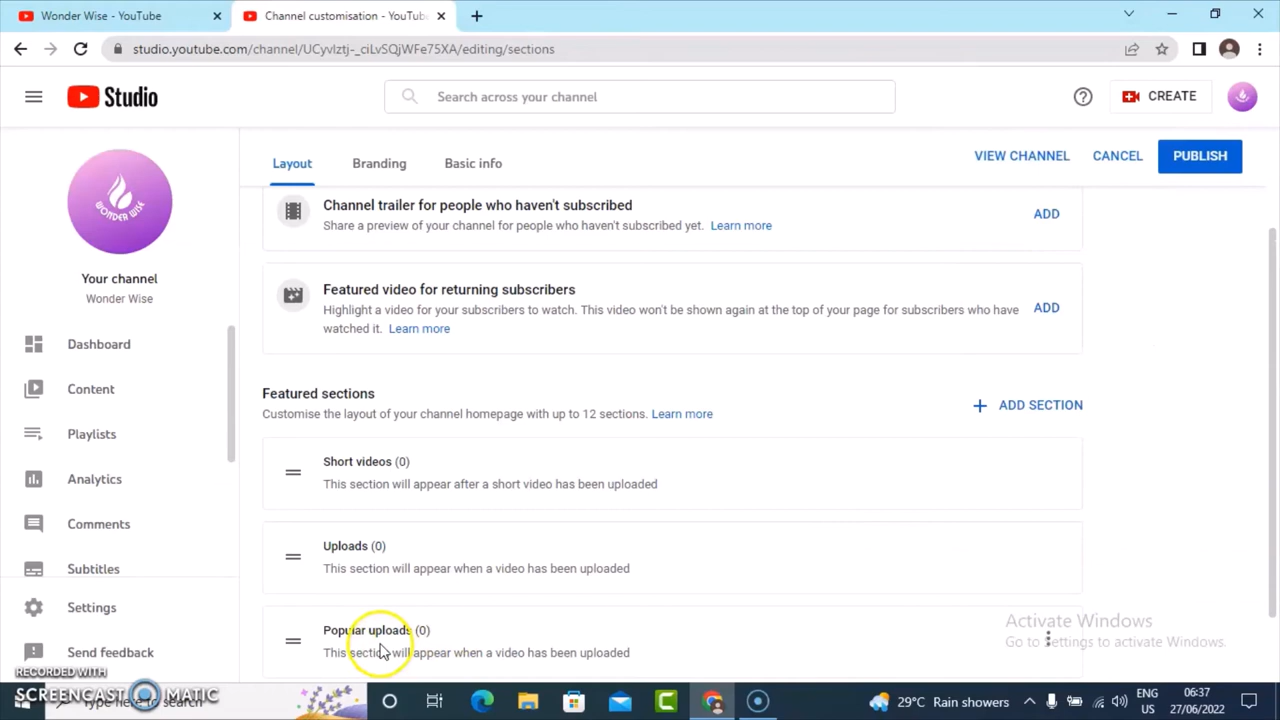 Wonder Wise - YouTube
Channel customisation - YouTube
studio.youtube.com/channel/UCyvlztj-_ciLvSQjWFe75XA/editing/sections
Studio
Search across your channel
CREATE
WONDER WISE
Your channel
Wonder Wise
Dashboard
Content
Playlists
Analytics
Comments
Subtitles
Settings
Send feedback
Layout
Branding
Basic info
VIEW CHANNEL
CANCEL
PUBLISH
Channel trailer for people who haven't subscribed
Share a preview of your channel for people who haven't subscribed yet. Learn more
ADD
Featured video for returning subscribers
Highlight a video for your subscribers to watch. This video won't be shown again at the top of your page for subscribers who have
watched it. Learn more
ADD
Featured sections
Customise the layout of your channel homepage with up to 12 sections. Learn more
ADD SECTION
Short videos (0)
This section will appear after a short video has been uploaded
Uploads (0)
This section will appear when a video has been uploaded
Popular uploads (0)
This section will appear when a video has been uploaded
Activate Windows
Go to Settings to activate Windows.
RECORDED WITH
SCREENCAST MATIC
Type here to search
29°C Rain showers
ENG
US
06:37
27/06/2022